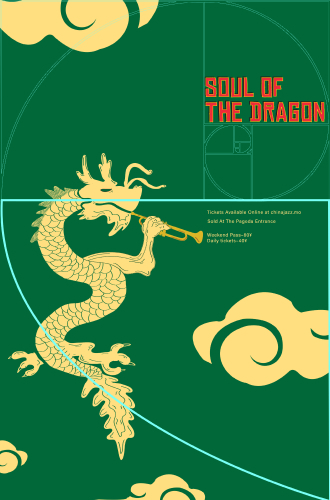 SOUL OF
THE DRAGON
Tickets Available Online at chinajazz.mo
Sold At The Pagoda Entrance
Weekend Pass-80¥
Daily tickets-40¥